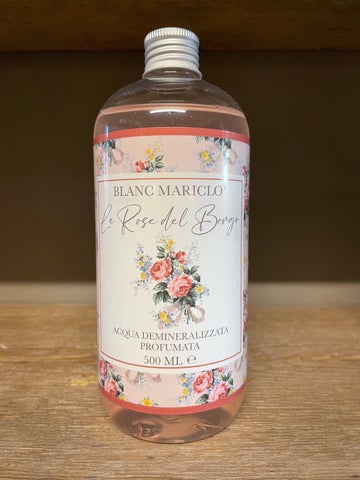 BLANC MARICLO'
Le Rose del Borgo
ACQUA DEMINERALIZZATA
PROFUMATA
500 ML ℮